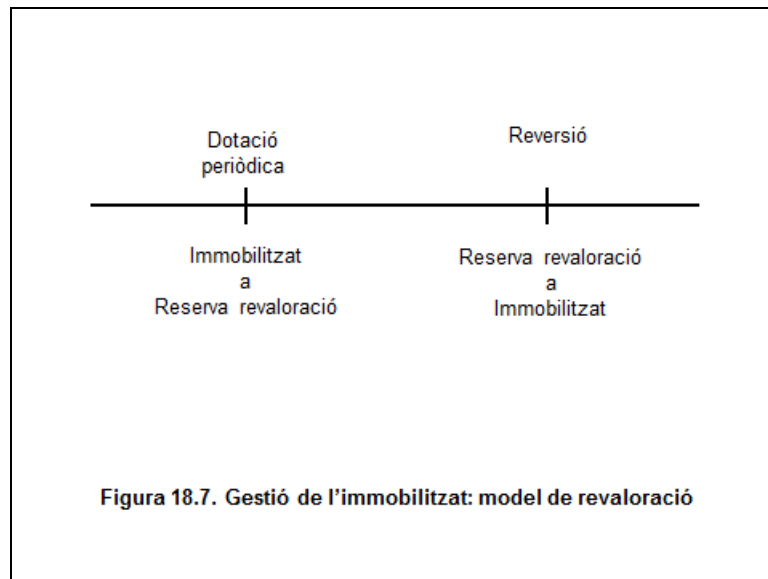 Dotació
periòdica
Reversió
Immobilitzat
a
Reserva revaloració
Reserva revaloració
a
Immobilitzat
Figura 18.7. Gestió de l'immobilitzat: model de revaloració